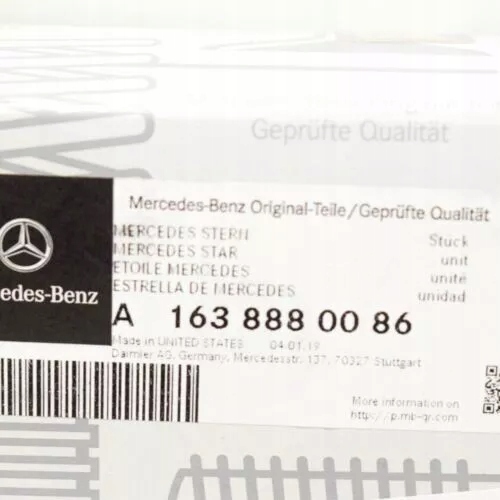 Geprüfte Qualität
Mercedes-Benz Original-Teile/Geprüfte Qualität
MERCEDES STERN Stück
MERCEDES STAR unit
ETOILE MERCEDES unité
ESTRELLA DE MERCEDES unidad
edes-Benz
A 163 888 00 86
Made in UNITED STATES 04.01.19
Daimler AG, Germany, Mercedesstr. 137, 70327 Stuttgart
More information on
http://p.mb-qr.com/